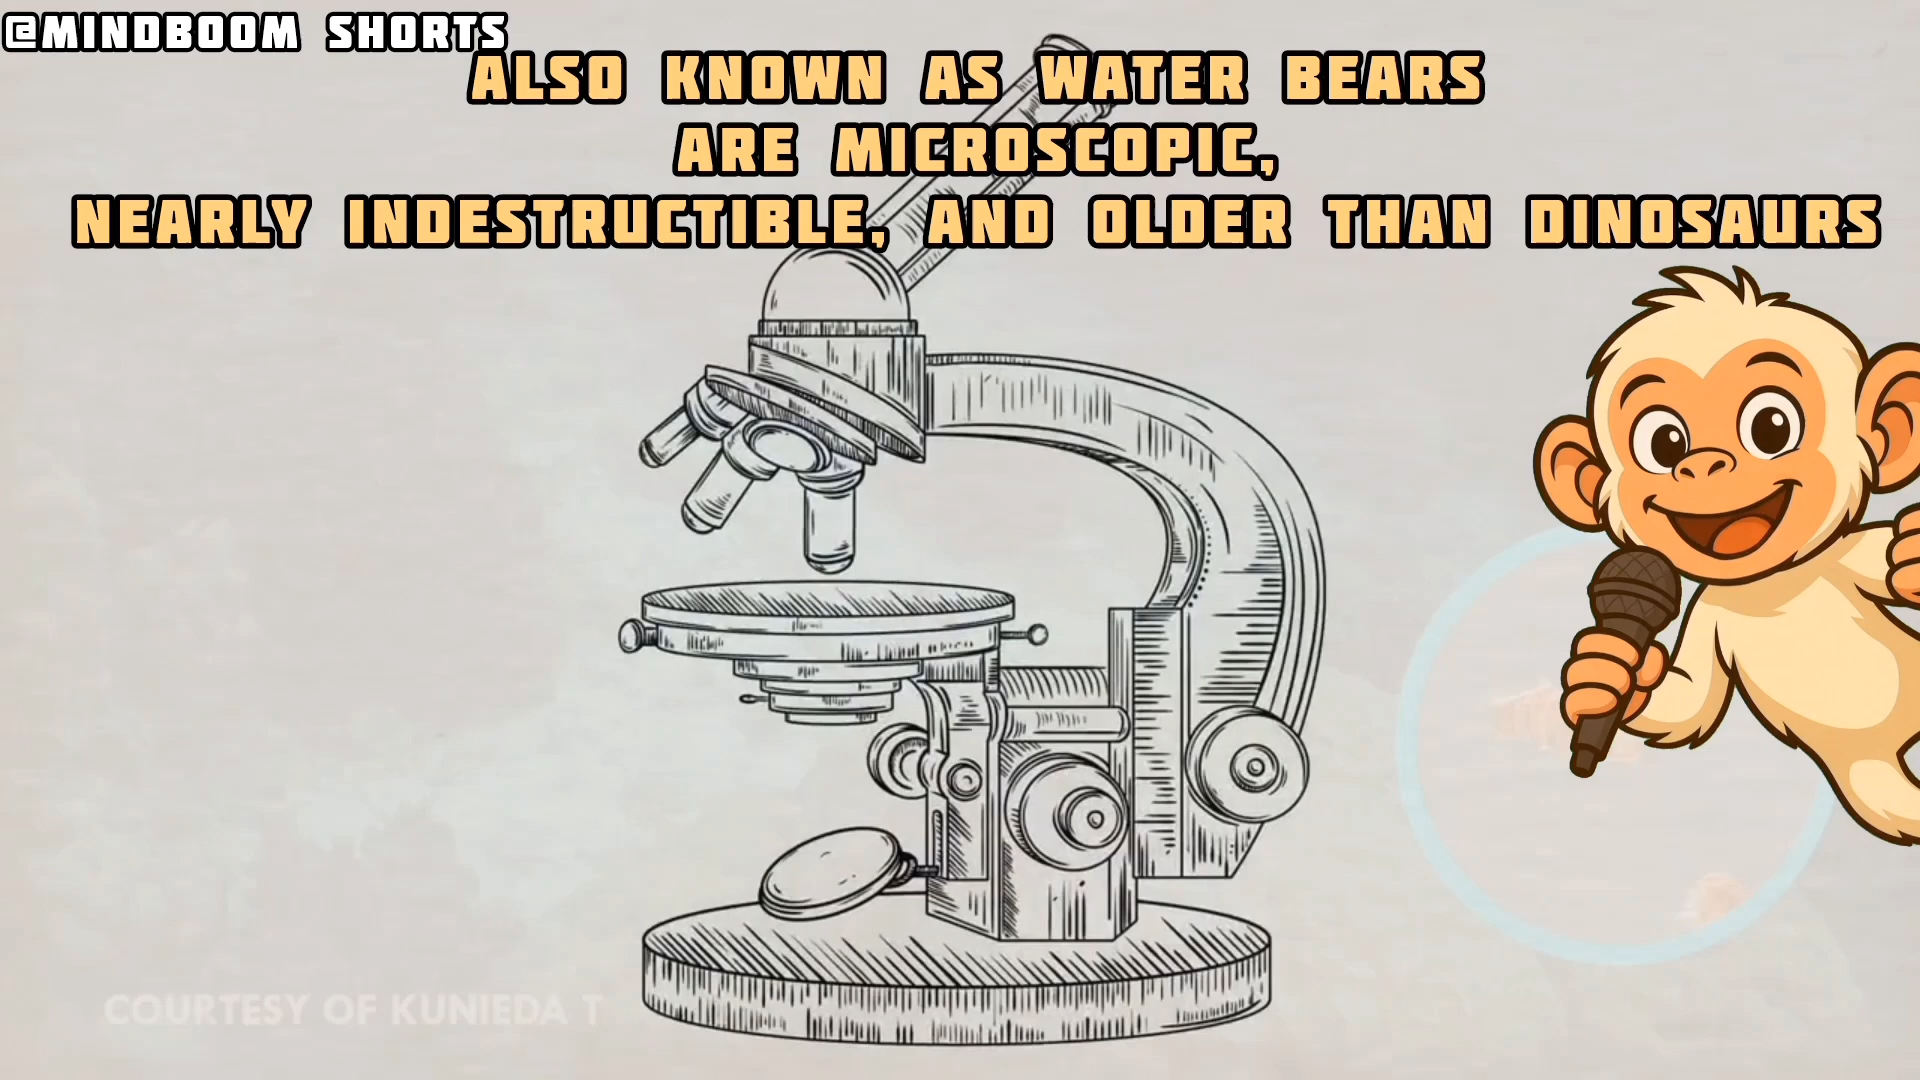 @MINDBOOM SHORTS
ALSO KNOWN AS WATER BEARS
ARE MICROSCOPIC,
NEARLY INDESTRUCTIBLE, AND OLDER THAN DINOSAURS
COURTESY OF KUNIEDA T